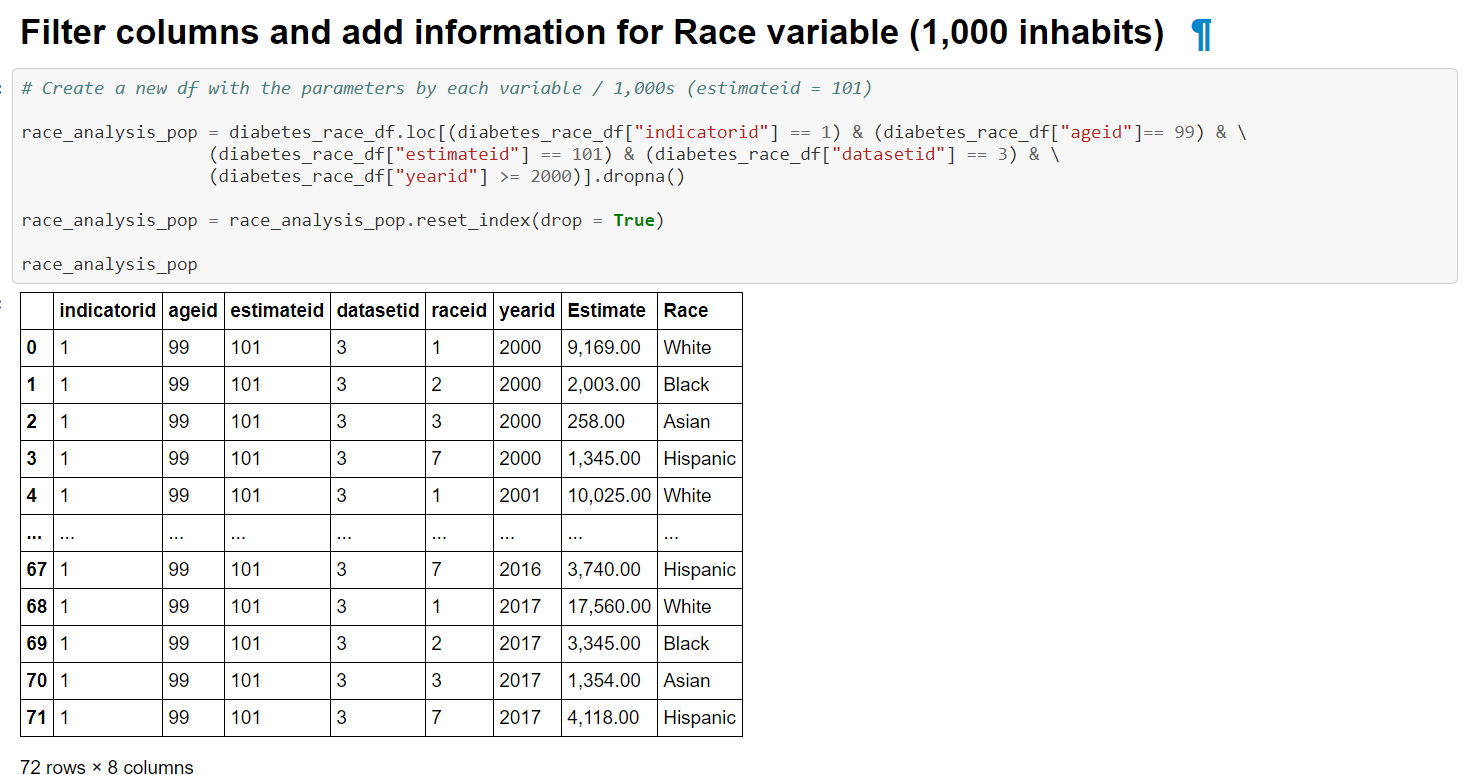 Filter columns and add information for Race variable (1,000 inhabits) ¶
# Create a new df with the parameters by each variable / 1,000s (estimateid = 101)
race_analysis_pop = diabetes_race_df.loc[(diabetes_race_df["indicatorid"] == 1) & (diabetes_race_df["ageid"]== 99) & \
(diabetes_race_df["estimateid"] == 101) & (diabetes_race_df["datasetid"] == 3) & \
(diabetes_race_df["yearid"] >= 2000)].dropna()
race_analysis_pop = race_analysis_pop.reset_index(drop = True)
race_analysis_pop
indicatorid ageid estimateid datasetid raceid yearid Estimate Race
0 1 99 101 3 1 2000 9,169.00 White
1 1 99 101 3 2 2000 2,003.00 Black
2 1 99 101 3 3 2000 258.00 Asian
3 1 99 101 3 7 2000 1,345.00 Hispanic
4 1 99 101 3 1 2001 10,025.00 White
... ... ... ... ... ... ... ... ...
67 1 99 101 3 7 2016 3,740.00 Hispanic
68 1 99 101 3 1 2017 17,560.00 White
69 1 99 101 3 2 2017 3,345.00 Black
70 1 99 101 3 3 2017 1,354.00 Asian
71 1 99 101 3 7 2017 4,118.00 Hispanic
72 rows × 8 columns